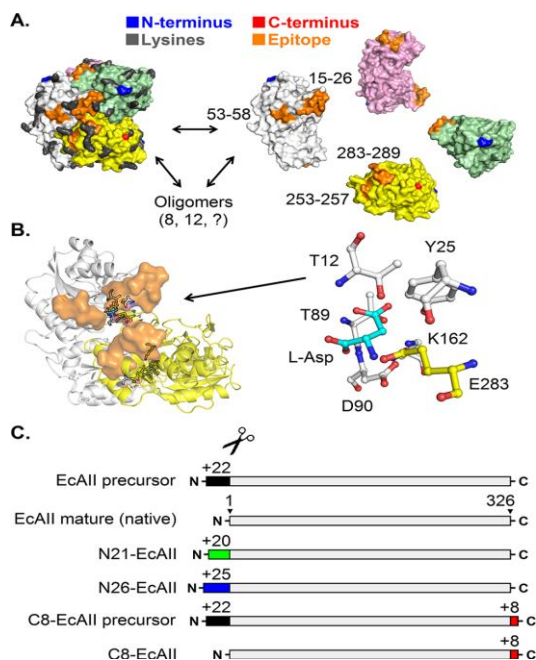 A.
N-terminus C-terminus
Lysines Epitope
15-26
53-58
283-289
253-257
Oligomers
(8, 12, ?)
B.
T12 Y25
T89
K162
L-Asp
E283
D90
C.
+22
EcAII precursor N C
1 326
EcAII mature (native) N C
+20
N21-EcAII N C
+25
N26-EcAII N C
+22 +8
C8-EcAII precursor N C
+8
C8-EcAII N C